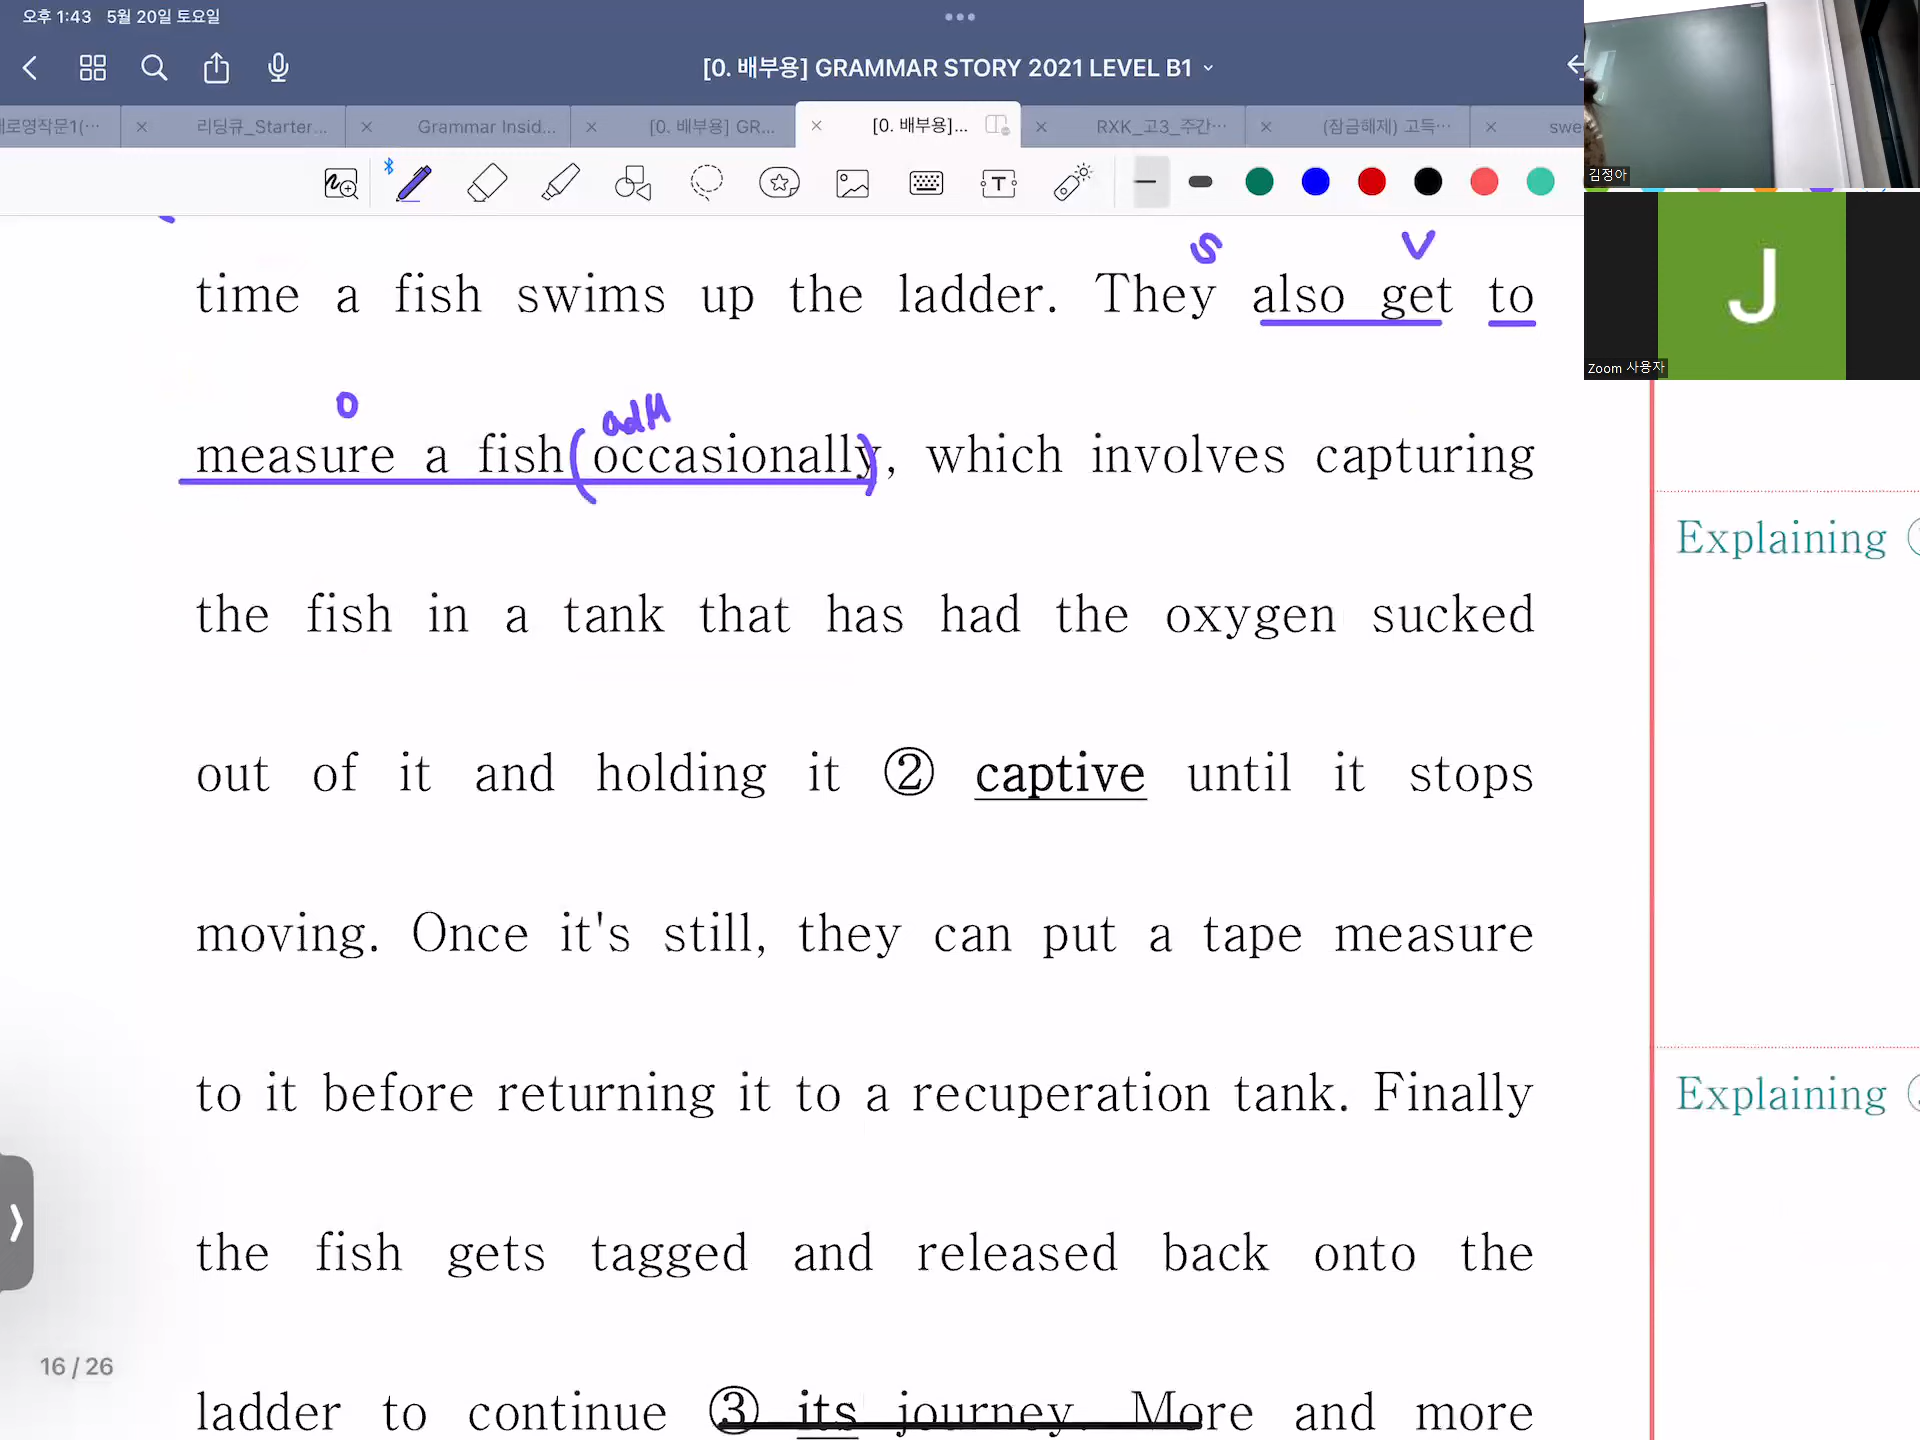 오후 1:43 5월 20일 토요일
[0. 배부용] GRAMMAR STORY 2021 LEVEL B1
리딩큐_Starter...
Grammar Insid...
[0. 배부용] GR...
[0. 배부용]...
RXK_고3_주간...
(잠금해제) 고득...
swe
김정아
J
Zoom 사용자
S V
time a fish swims up the ladder. They also get to
O adM
measure a fish (occasionally), which involves capturing
the fish in a tank that has had the oxygen sucked
out of it and holding it ② captive until it stops
moving. Once it's still, they can put a tape measure
to it before returning it to a recuperation tank. Finally
the fish gets tagged and released back onto the
ladder to continue ③ its journey. More and more
Explaining
Explaining
16 / 26